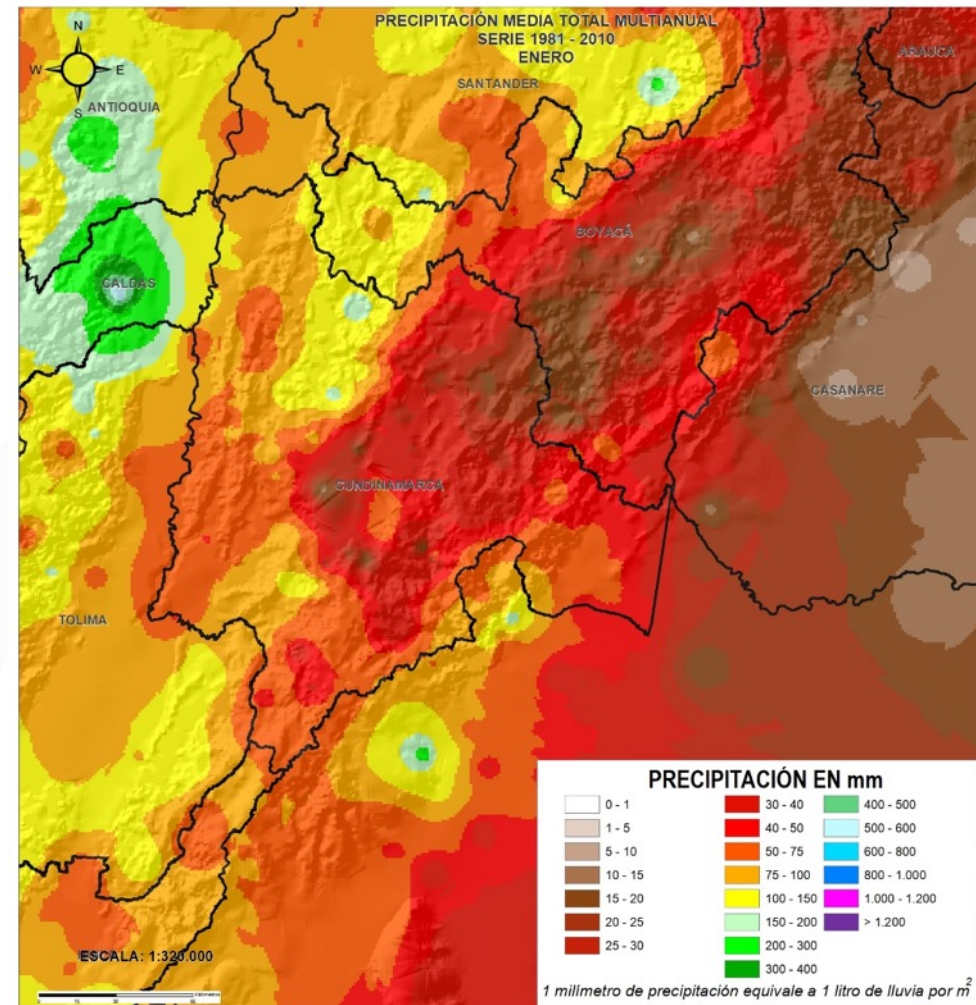 PRECIPITACIÓN MEDIA TOTAL MULTIANUAL
SERIE 1981 - 2010
ENERO
N
W E
S
ANTIOQUIA
SANTANDER
ARAUCA
BOYACÁ
CALDAS
CASANARE
CUNDINAMARCA
TOLIMA
ESCALA: 1:320.000
PRECIPITACIÓN EN mm
0 - 1
1 - 5
5 - 10
10 - 15
15 - 20
20 - 25
25 - 30
30 - 40
40 - 50
50 - 75
75 - 100
100 - 150
150 - 200
200 - 300
300 - 400
400 - 500
500 - 600
600 - 800
800 - 1.000
1.000 - 1.200
> 1.200
1 milímetro de precipitación equivale a 1 litro de lluvia por m²